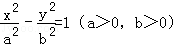 x²/a² - y²/b² =1（a＞0，b＞0）